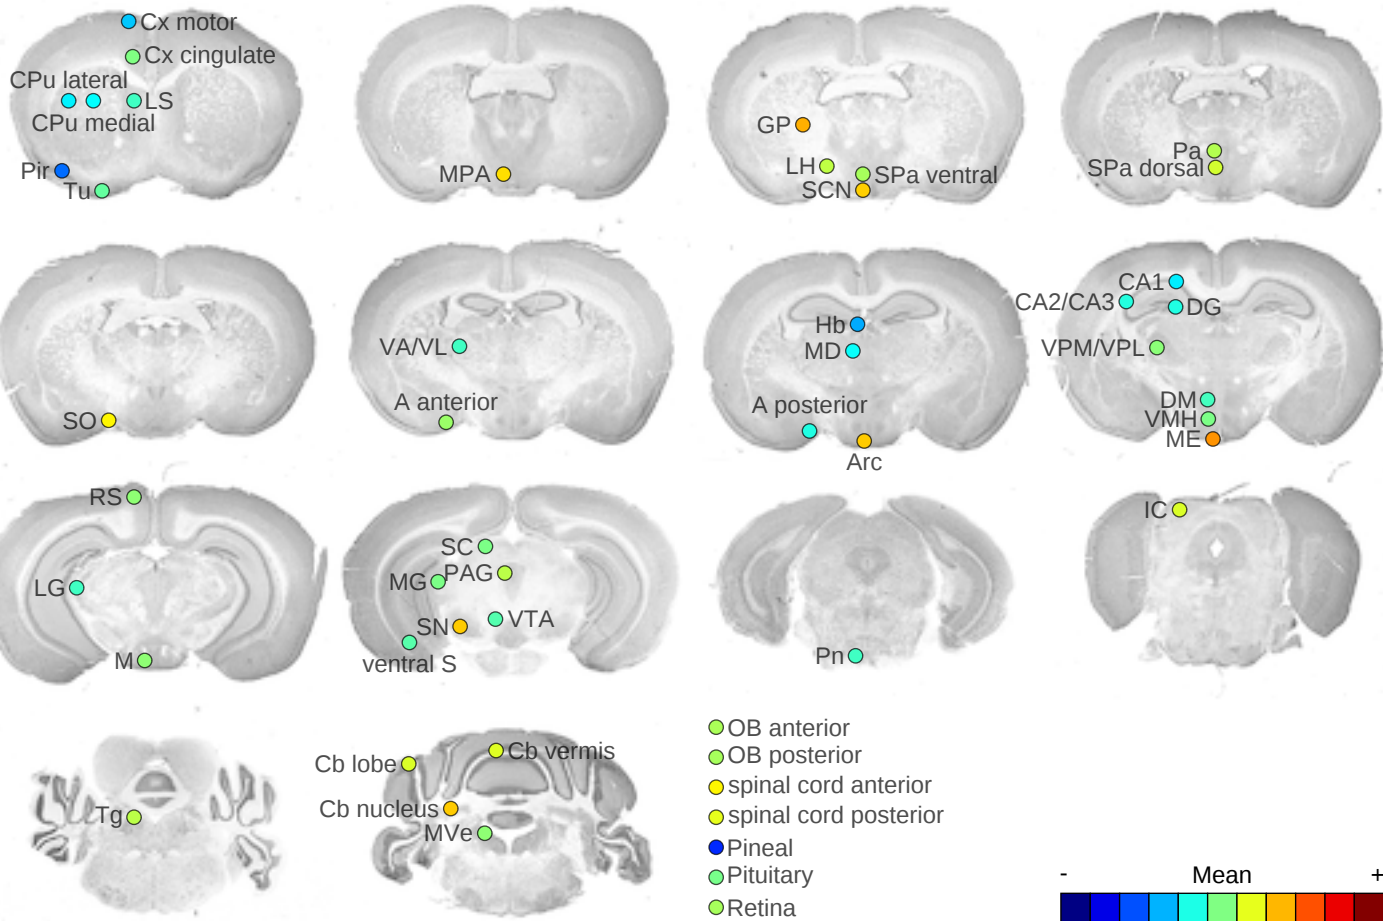 Cx motor
Cx cingulate
CPu lateral
LS
CPu medial
Pir
Tu
MPA
GP
LH
SPa ventral
SCN
Pa
SPa dorsal
SO
VA/VL
A anterior
Hb
MD
A posterior
Arc
CA1
CA2/CA3
DG
VPM/VPL
DM
VMH
ME
RS
LG
M
SC
MG
PAG
SN
VTA
ventral S
Pn
IC
Tg
Cb lobe
Cb vermis
Cb nucleus
MVe
OB anterior
OB posterior
spinal cord anterior
spinal cord posterior
Pineal
Pituitary
Retina
- Mean +